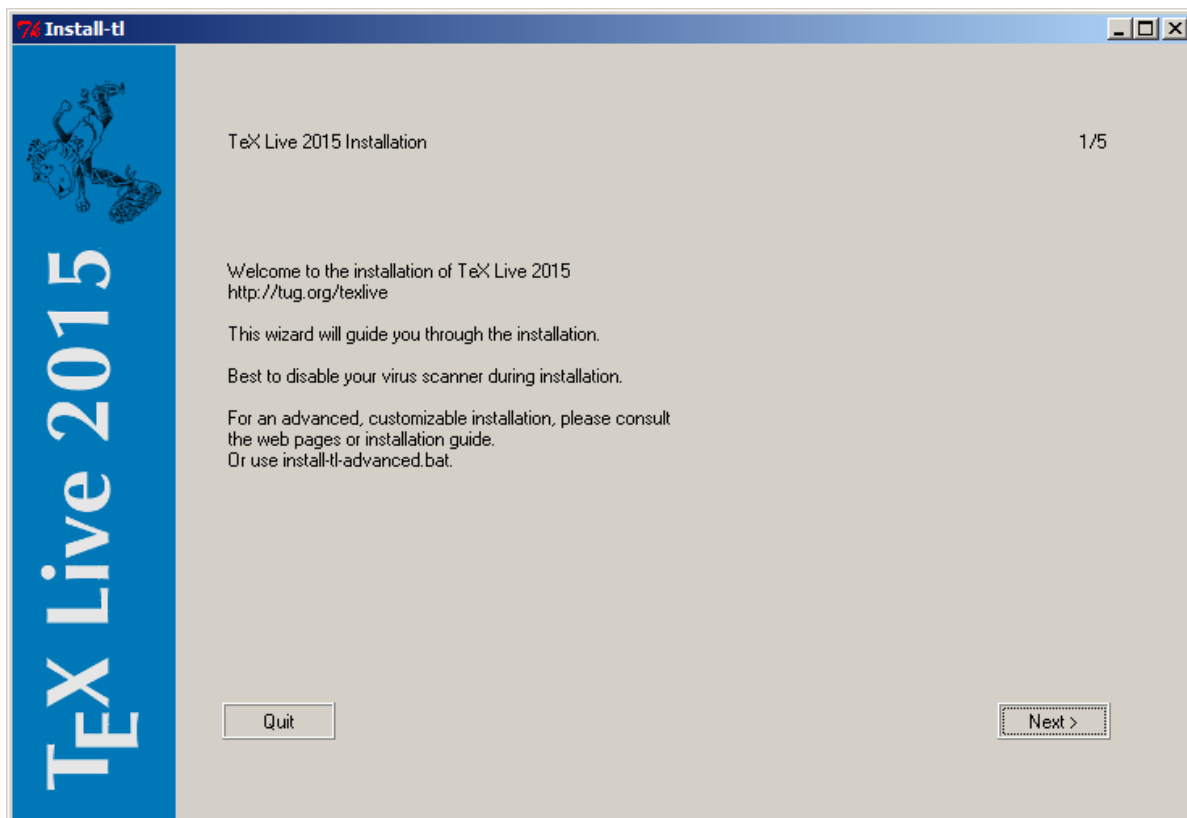 Install-tl
TeX Live 2015
TeX Live 2015 Installation
1/5
Welcome to the installation of TeX Live 2015
http://tug.org/texlive
This wizard will guide you through the installation.
Best to disable your virus scanner during installation.
For an advanced, customizable installation, please consult
the web pages or installation guide.
Or use install-tl-advanced.bat.
Quit
Next >